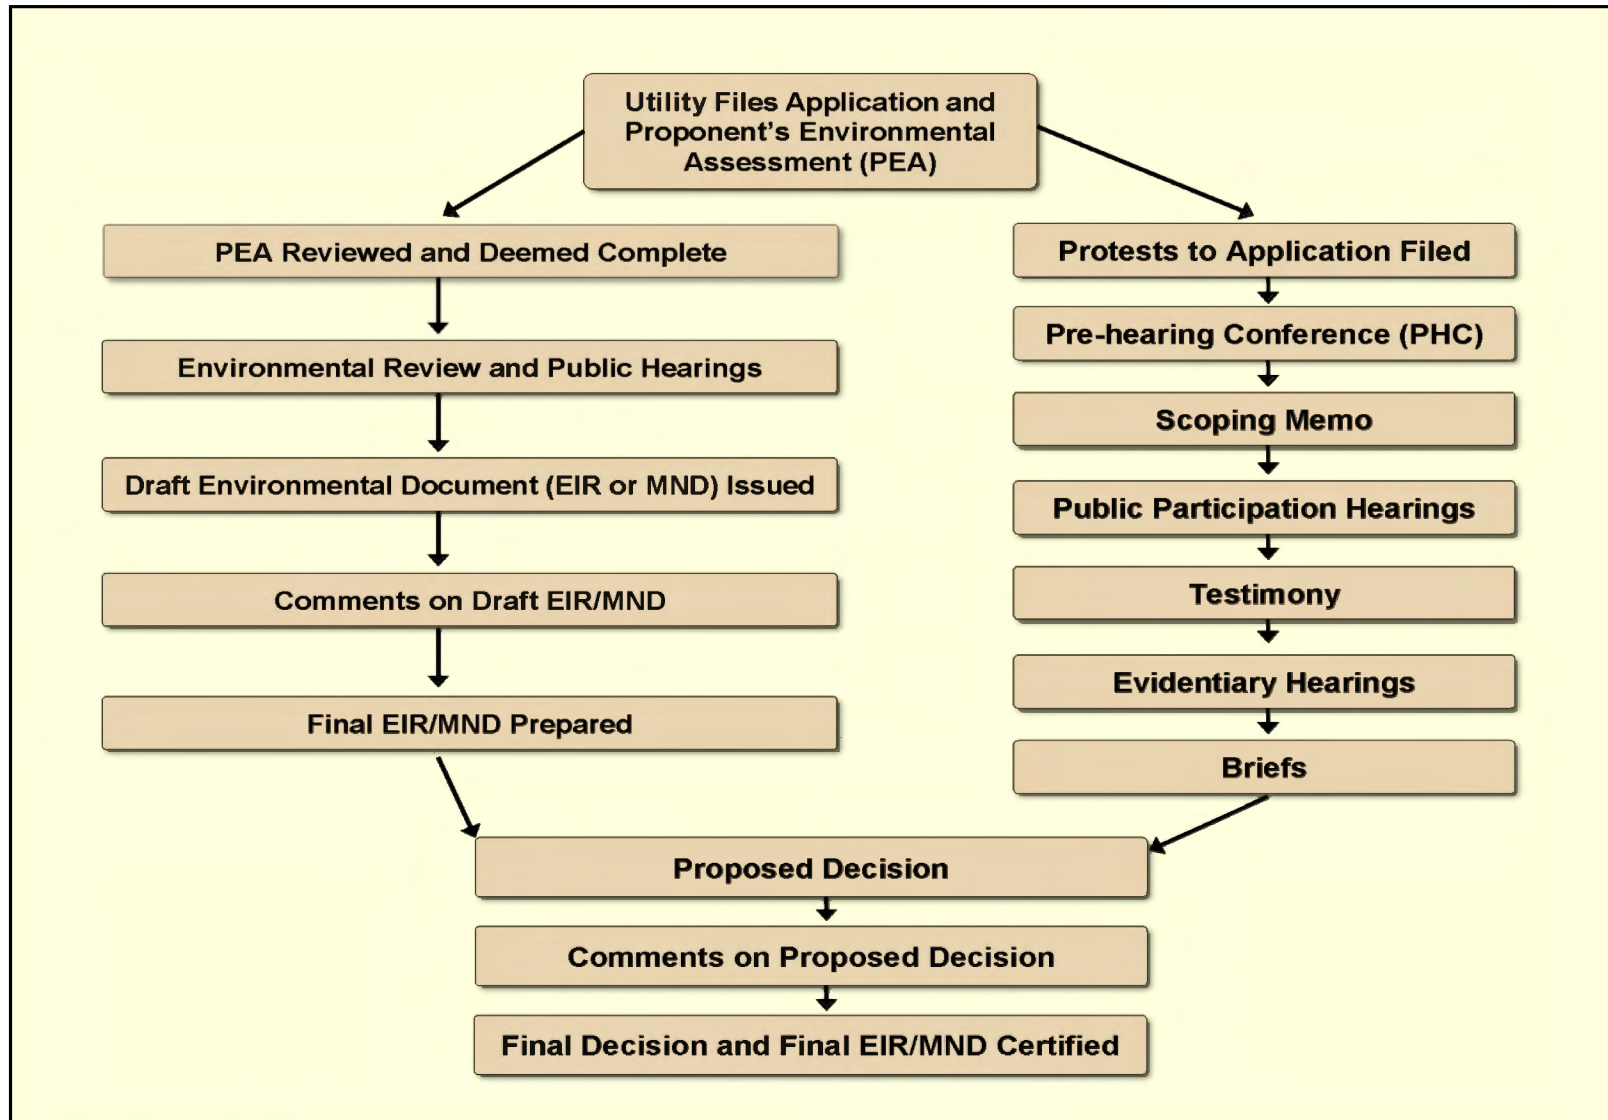 Utility Files Application and
Proponent's Environmental
Assessment (PEA)
PEA Reviewed and Deemed Complete
Environmental Review and Public Hearings
Draft Environmental Document (EIR or MND) Issued
Comments on Draft EIR/MND
Final EIR/MND Prepared
Protests to Application Filed
Pre-hearing Conference (PHC)
Scoping Memo
Public Participation Hearings
Testimony
Evidentiary Hearings
Briefs
Proposed Decision
Comments on Proposed Decision
Final Decision and Final EIR/MND Certified